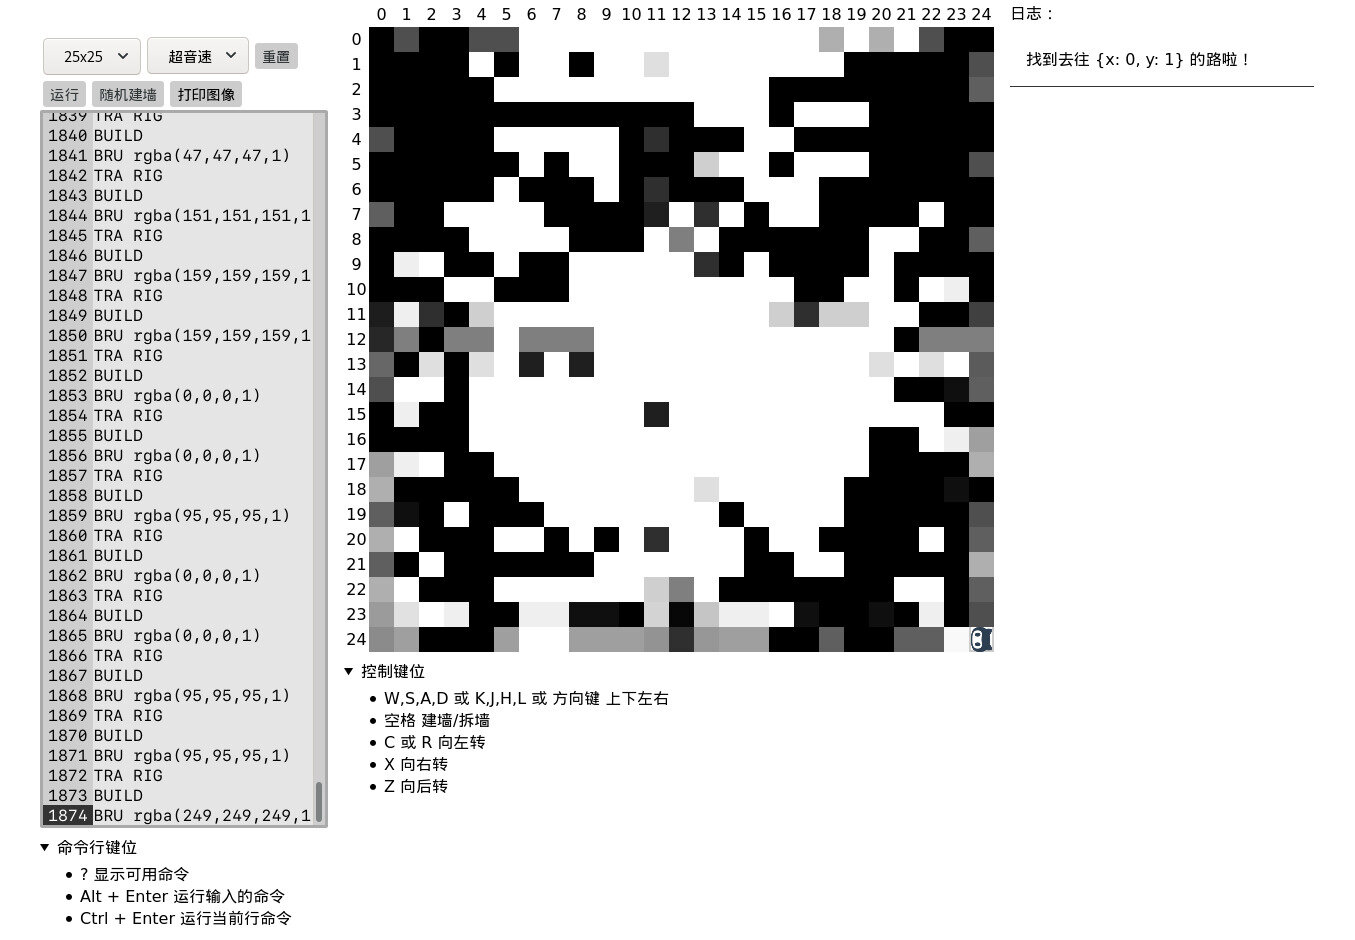 25x25
超音速
重置
运行
随机建墙
打印图像
1839 TRA RIG
1840 BUILD
1841 BRU rgba(47,47,47,1)
1842 TRA RIG
1843 BUILD
1844 BRU rgba(151,151,151,1
1845 TRA RIG
1846 BUILD
1847 BRU rgba(159,159,159,1
1848 TRA RIG
1849 BUILD
1850 BRU rgba(159,159,159,1
1851 TRA RIG
1852 BUILD
1853 BRU rgba(0,0,0,1)
1854 TRA RIG
1855 BUILD
1856 BRU rgba(0,0,0,1)
1857 TRA RIG
1858 BUILD
1859 BRU rgba(95,95,95,1)
1860 TRA RIG
1861 BUILD
1862 BRU rgba(0,0,0,1)
1863 TRA RIG
1864 BUILD
1865 BRU rgba(0,0,0,1)
1866 TRA RIG
1867 BUILD
1868 BRU rgba(95,95,95,1)
1869 TRA RIG
1870 BUILD
1871 BRU rgba(95,95,95,1)
1872 TRA RIG
1873 BUILD
1874 BRU rgba(249,249,249,1
命令行键位
? 显示可用命令
Alt + Enter 运行输入的命令
Ctrl + Enter 运行当前行命令
0 1 2 3 4 5 6 7 8 9 10 11 12 13 14 15 16 17 18 19 20 21 22 23 24
0
1
2
3
4
5
6
7
8
9
10
11
12
13
14
15
16
17
18
19
20
21
22
23
24
控制键位
W,S,A,D 或 K,J,H,L 或 方向键 上下左右
空格 建墙/拆墙
C 或 R 向左转
X 向右转
Z 向后转
日志：
找到去往 {x: 0, y: 1} 的路啦！